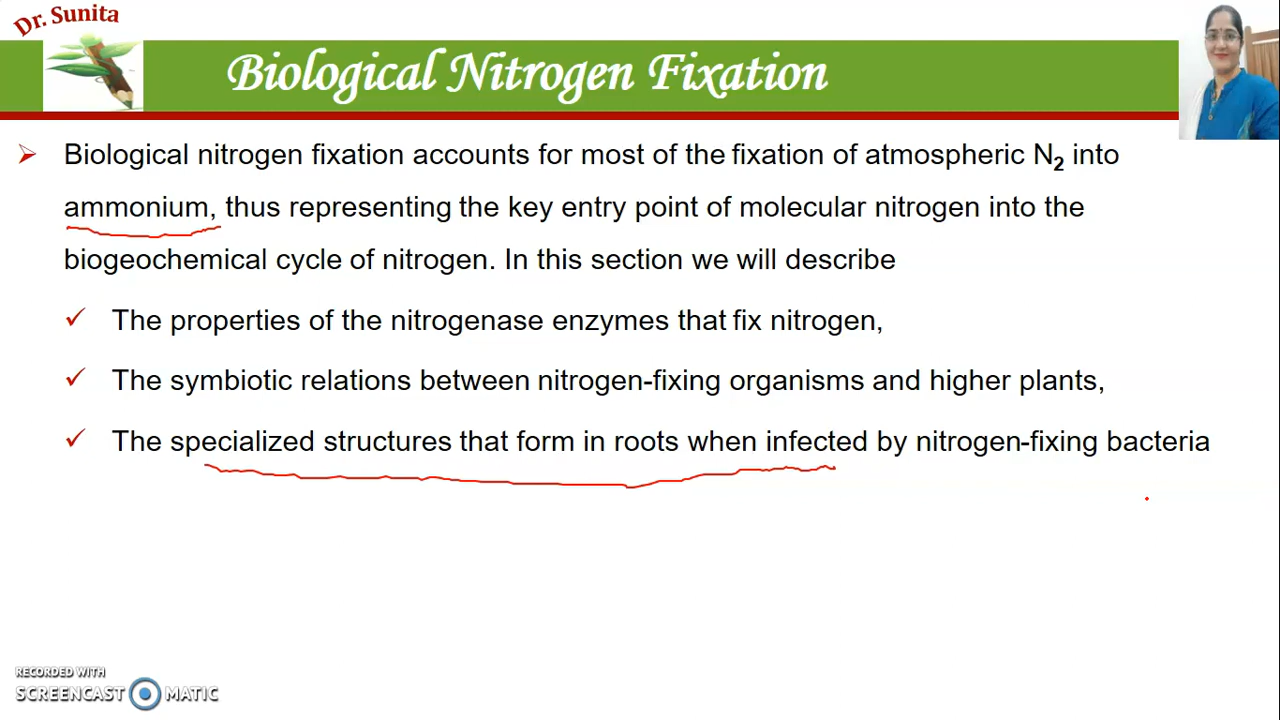 Dr. Sunita
Biological Nitrogen Fixation
Biological nitrogen fixation accounts for most of the fixation of atmospheric N₂ into
ammonium, thus representing the key entry point of molecular nitrogen into the
biogeochemical cycle of nitrogen. In this section we will describe
The properties of the nitrogenase enzymes that fix nitrogen,
The symbiotic relations between nitrogen-fixing organisms and higher plants,
The specialized structures that form in roots when infected by nitrogen-fixing bacteria
RECORDED WITH
SCREENCAST MATIC